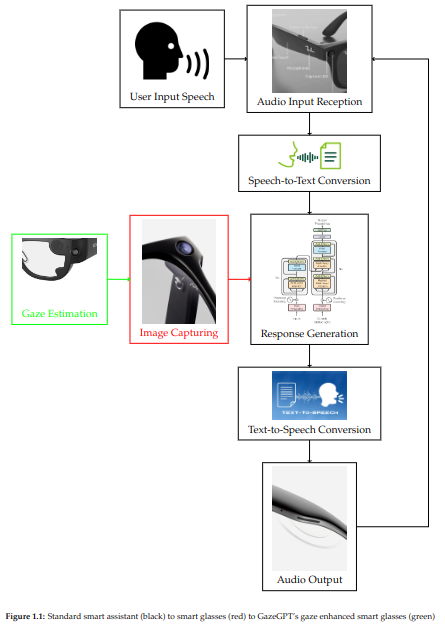 User Input Speech
Audio Input Reception
Speech-to-Text Conversion
Gaze Estimation
Image Capturing
Response Generation
TEXT-TO-SPEECH
Text-to-Speech Conversion
Audio Output
Figure 1.1: Standard smart assistant (black) to smart glasses (red) to GazeGPT's gaze enhanced smart glasses (green)